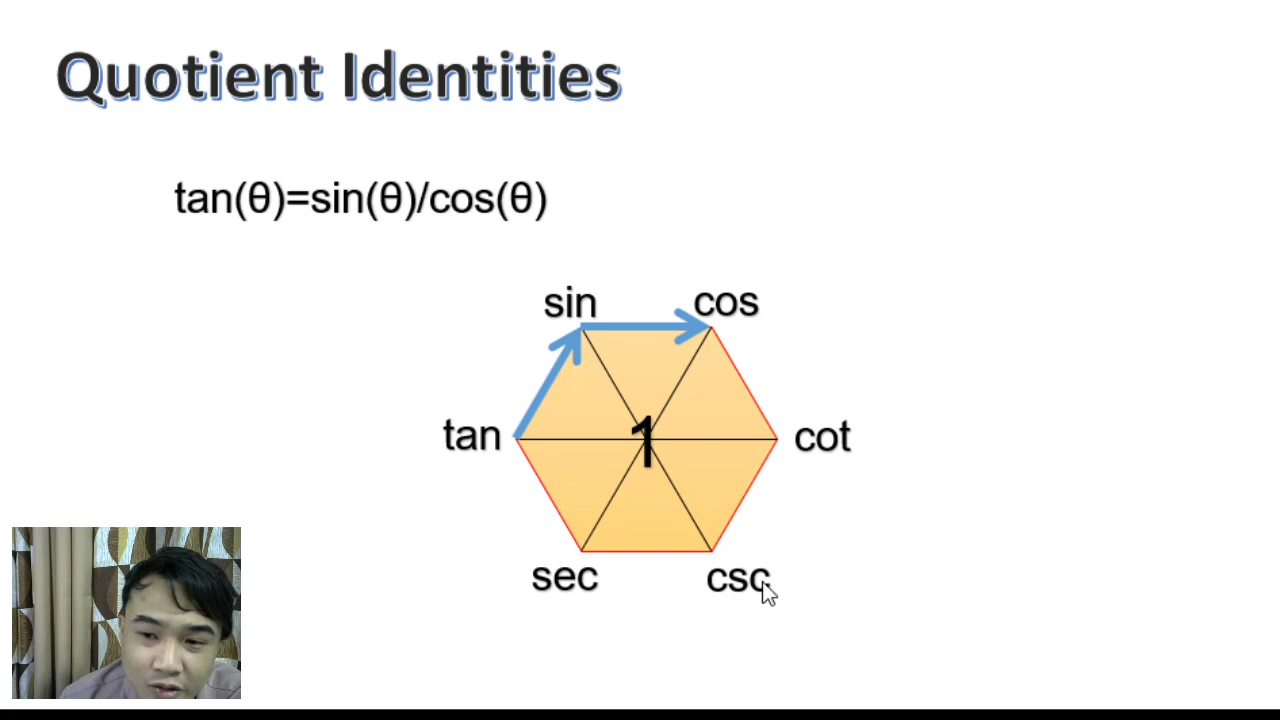 Quotient Identities
tan(θ)=sin(θ)/cos(θ)
sin cos
tan 1 cot
sec csc